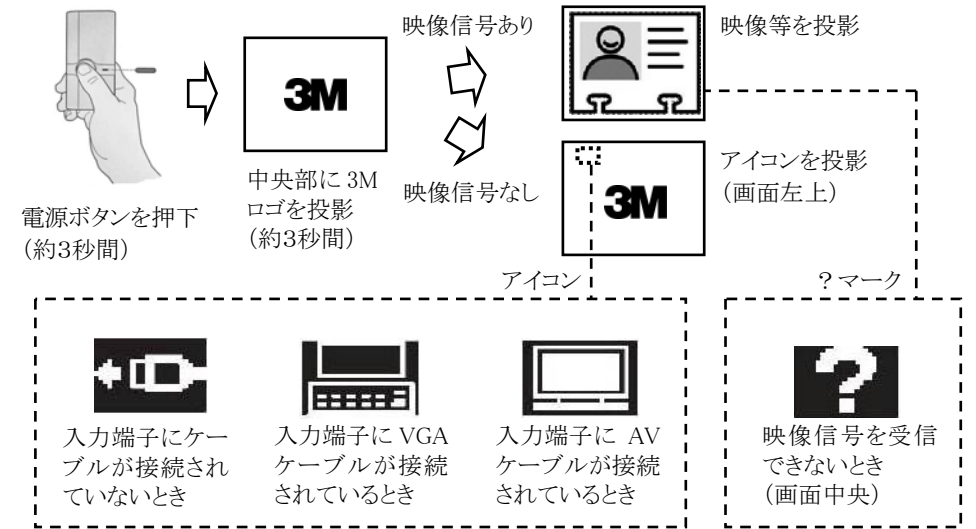 映像信号あり
映像等を投影
3M
中央部に 3M
ロゴを投影
(約3秒間)
映像信号なし
アイコンを投影
(画面左上)
3M
電源ボタンを押下
(約3秒間)
アイコン
?マーク
入力端子にケー
ブルが接続され
ていないとき
入力端子に VGA
ケーブルが接続
されているとき
入力端子に AV
ケーブルが接続
されているとき
?
映像信号を受信
できないとき
(画面中央)